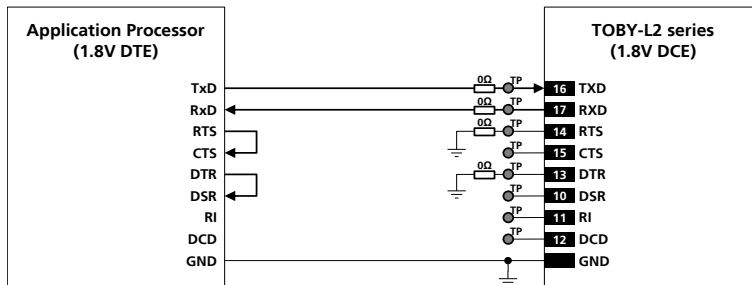 Application Processor
(1.8V DTE)
TOBY-L2 series
(1.8V DCE)
TxD 0Ω TP 16 TXD
RxD 0Ω TP 17 RXD
RTS 0Ω TP 14 RTS
CTS TP 15 CTS
DTR 0Ω TP 13 DTR
DSR TP 10 DSR
RI TP 11 RI
DCD TP 12 DCD
GND GND